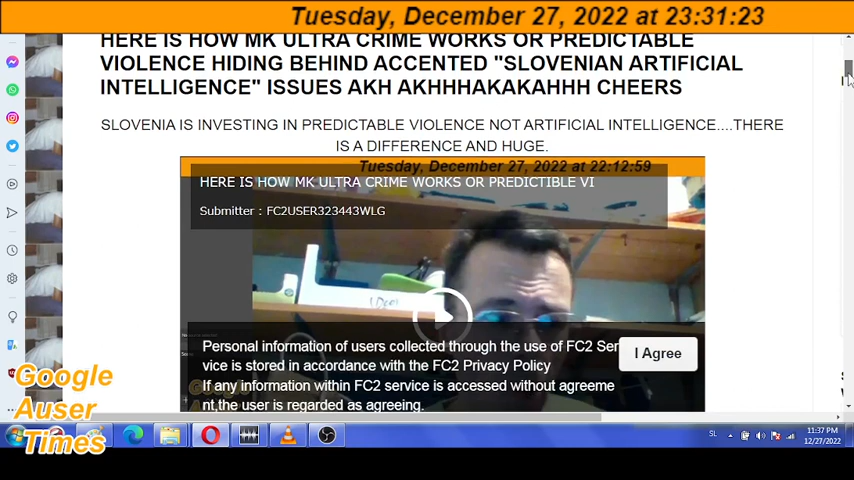 Tuesday, December 27, 2022 at 23:31:23
HERE IS HOW MK ULTRA CRIME WORKS OR PREDICTABLE
VIOLENCE HIDING BEHIND ACCENTED "SLOVENIAN ARTIFICIAL
INTELLIGENCE" ISSUES AKH AKHHHAKAKAHHH CHEERS
SLOVENIA IS INVESTING IN PREDICTABLE VIOLENCE NOT ARTIFICIAL INTELLIGENCE....THERE
IS A DIFFERENCE AND HUGE.
Tuesday, December 27, 2022 at 22:12:59
HERE IS HOW MK ULTRA CRIME WORKS OR PREDICTIBLE VI
Submitter : FC2USER323443WLG
Personal information of users collected through the use of FC2 Ser
vice is stored in accordance with the FC2 Privacy Policy
If any information within FC2 service is accessed without agreeme
nt,the user is regarded as agreeing.
I Agree
Google
Auser
Times
SL
11:37 PM
12/27/2022